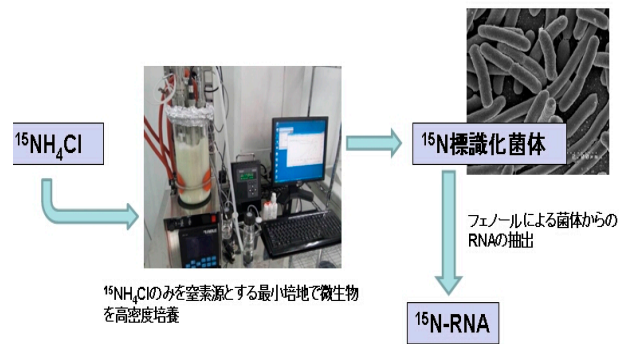 ¹⁵NH₄Cl
¹⁵NH₄Clのみを窒素源とする最小培地で微生物
を高密度培養
¹⁵N標識化菌体
フェノールによる菌体からの
RNAの抽出
¹⁵N-RNA